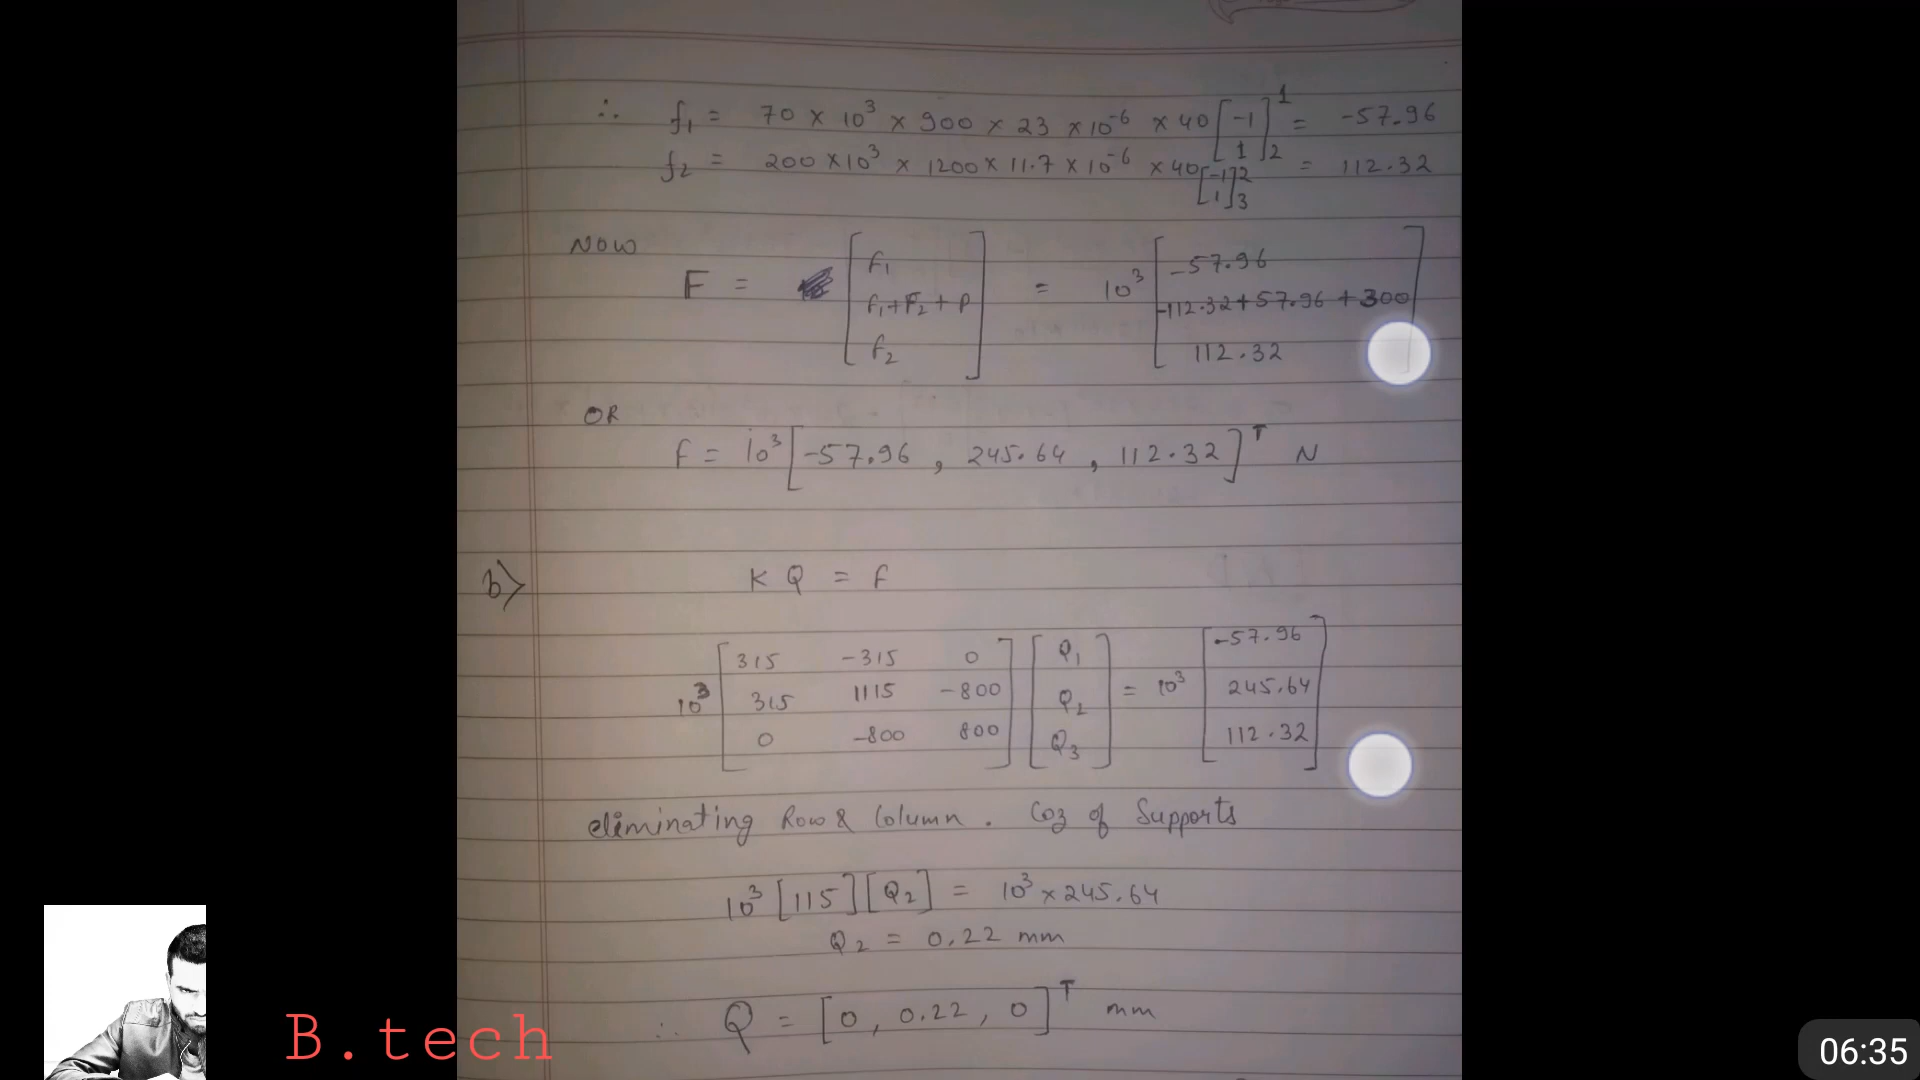 ∴ f₁ = 70 × 10³ × 900 × 23 × 10⁻⁶ × 40 [-1 1]¹₂ = -57.96
f₂ = 200 × 10³ × 1200 × 11.7 × 10⁻⁶ × 40 [-1 1]²₃ = 112.32
NOW
F = [f₁ f₁+F₂+P f₂] = 10³ [-57.96 -112.32+57.96+300 112.32]
OR
f = 10³ [-57.96 , 245.64 , 112.32]ᵀ N
b) K Q = f
10³ [315 -315 0
315 1115 -800
0 -800 800] [Q₁ Q₂ Q₃] = 10³ [-57.96 245.64 112.32]
eliminating Row & Column . Coz of Supports
10³ [115] [Q₂] = 10³ × 245.64
Q₂ = 0.22 mm
∴ Q = [0, 0.22, 0]ᵀ mm
B.tech
06:35